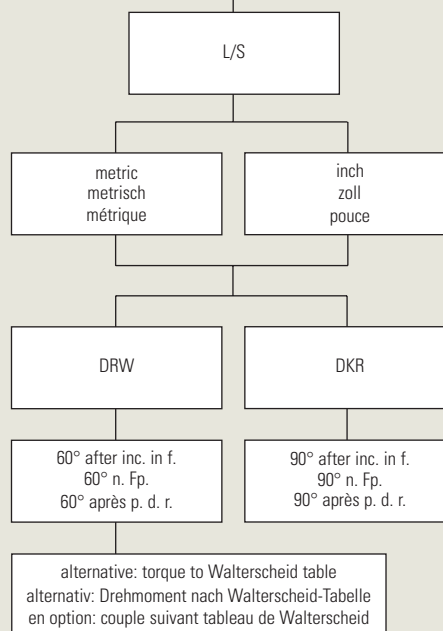 L/S
metric
metrisch
métrique
inch
zoll
pouce
DRW
DKR
60° after inc. in f.
60° n. Fp.
60° après p. d. r.
90° after inc. in f.
90° n. Fp.
90° après p. d. r.
alternative: torque to Walterscheid table
alternativ: Drehmoment nach Walterscheid-Tabelle
en option: couple suivant tableau de Walterscheid